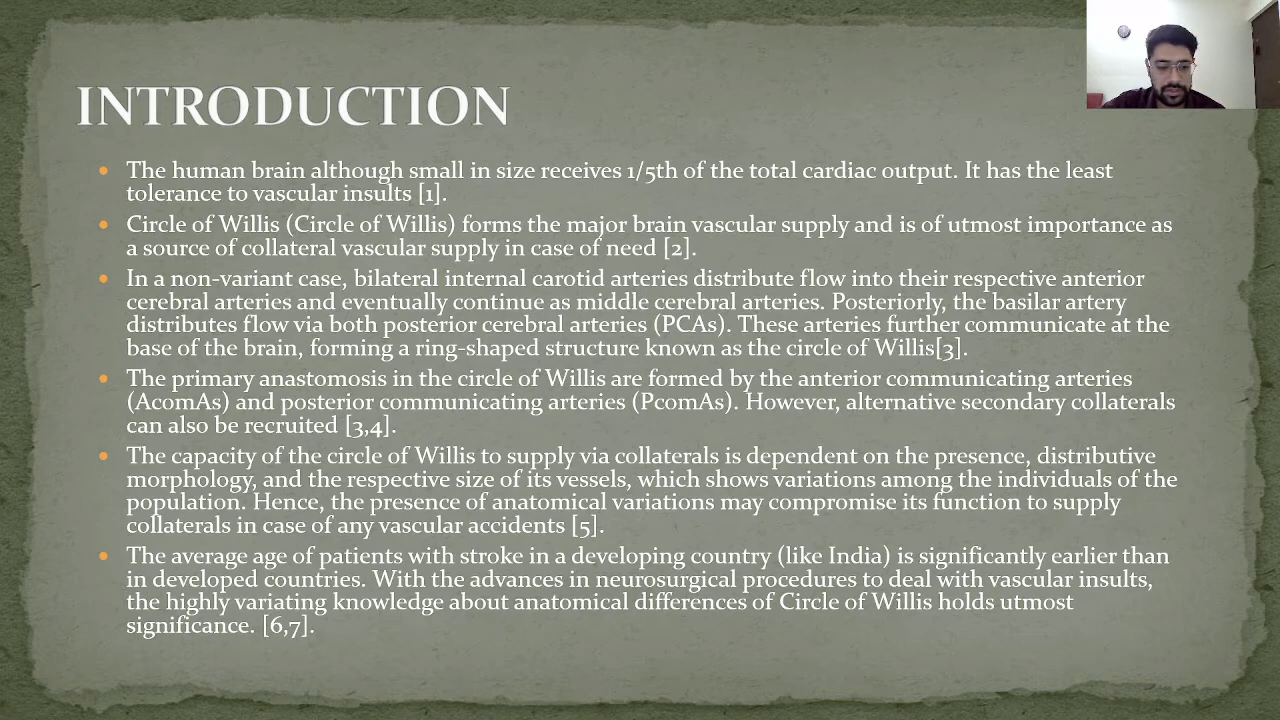 INTRODUCTION
The human brain although small in size receives 1/5th of the total cardiac output. It has the least
tolerance to vascular insults [1].
Circle of Willis (Circle of Willis) forms the major brain vascular supply and is of utmost importance as
a source of collateral vascular supply in case of need [2].
In a non-variant case, bilateral internal carotid arteries distribute flow into their respective anterior
cerebral arteries and eventually continue as middle cerebral arteries. Posteriorly, the basilar artery
distributes flow via both posterior cerebral arteries (PCAs). These arteries further communicate at the
base of the brain, forming a ring-shaped structure known as the circle of Willis[3].
The primary anastomosis in the circle of Willis are formed by the anterior communicating arteries
(AcomAs) and posterior communicating arteries (PcomAs). However, alternative secondary collaterals
can also be recruited [3,4].
The capacity of the circle of Willis to supply via collaterals is dependent on the presence, distributive
morphology, and the respective size of its vessels, which shows variations among the individuals of the
population. Hence, the presence of anatomical variations may compromise its function to supply
collaterals in case of any vascular accidents [5].
The average age of patients with stroke in a developing country (like India) is significantly earlier than
in developed countries. With the advances in neurosurgical procedures to deal with vascular insults,
the highly variating knowledge about anatomical differences of Circle of Willis holds utmost
significance. [6,7].